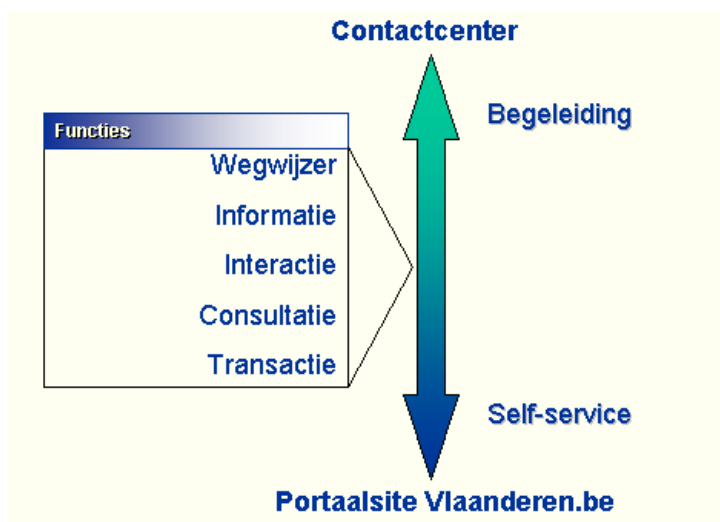 Contactcenter
Begeleiding
Functies
Wegwijzer
Informatie
Interactie
Consultatie
Transactie
Self-service
Portaalsite Vlaanderen.be